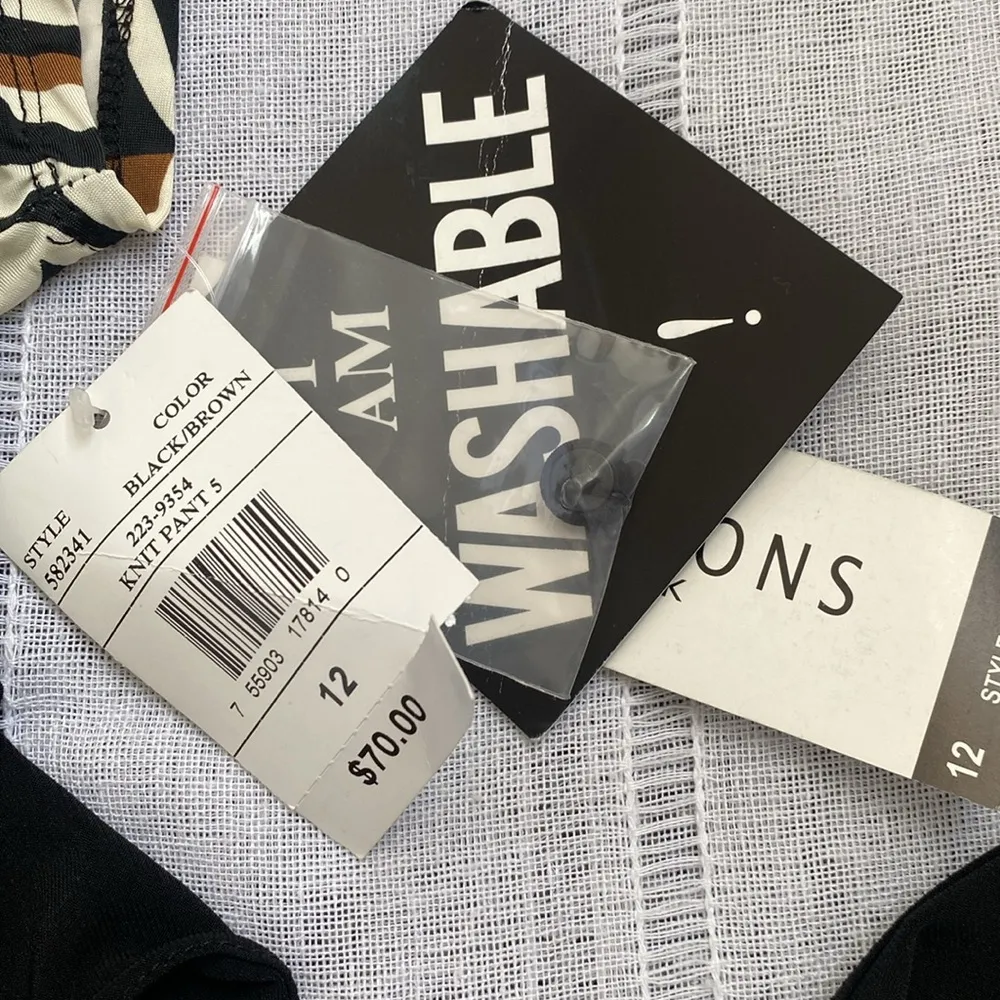 I
AM
WASHABLE
!
STYLE
582341
COLOR
BLACK/BROWN
223-9354
KNIT PANT 5
7 55903 17814 0
12
$70.00
ONS
K
12
STYLE